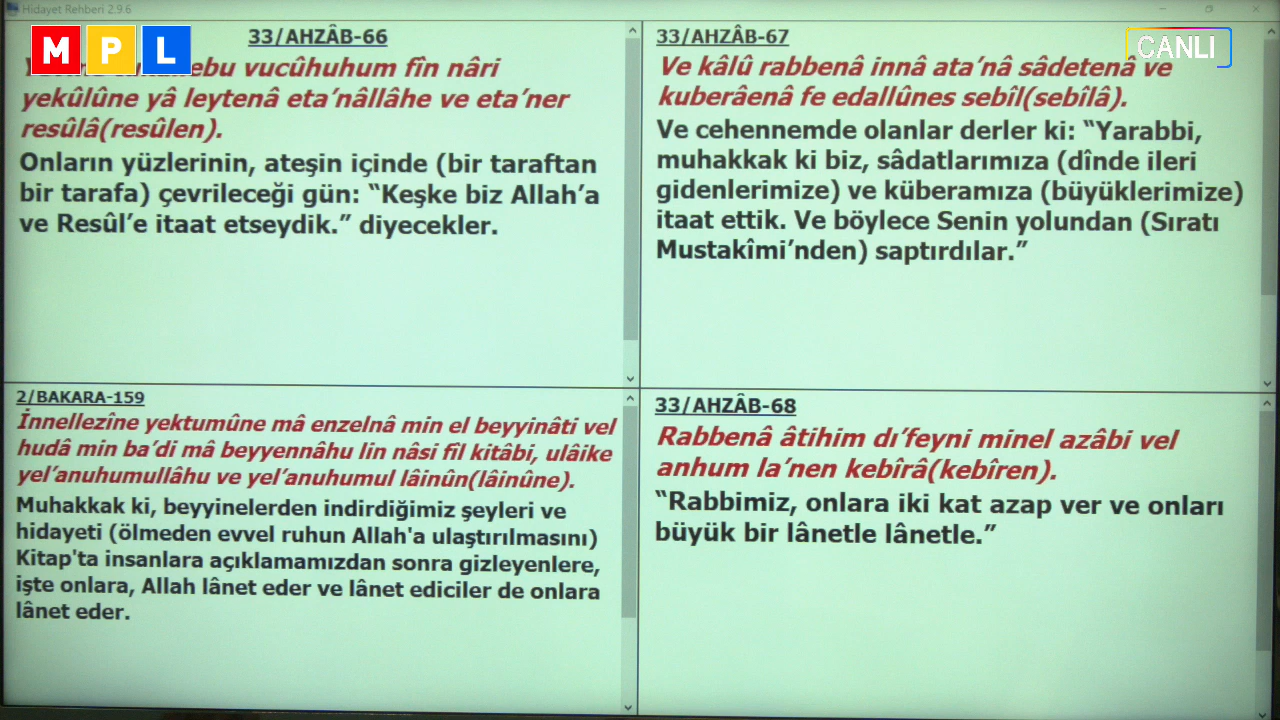 Hidayet Rehberi 2.9.6
MPL
CANLI
33/AHZÂB-66
vucûhuhum fîn nâri
yekûlûne yâ leytenâ eta’nâllâhe ve eta’ner
resûlâ(resûlen).
Onların yüzlerinin, ateşin içinde (bir taraftan
bir tarafa) çevrileceği gün: “Keşke biz Allah’a
ve Resûl’e itaat etseydik.” diyecekler.
33/AHZÂB-67
Ve kâlû rabbenâ innâ ata’nâ sâdetenâ ve
kuberâenâ fe edallûnes sebîl(sebîlâ).
Ve cehennemde olanlar derler ki: “Yarabbi,
muhakkak ki biz, sâdatlarımıza (dînde ileri
gidenlerimize) ve küberamıza (büyüklerimize)
itaat ettik. Ve böylece Senin yolundan (Sıratı
Mustakîmi’nden) saptırdılar.”
2/BAKARA-159
İnnellezîne yektumûne mâ enzelnâ min el beyyinâti vel
hudâ min ba’di mâ beyyennâhu lin nâsi fîl kitâbi, ulâike
yel’anuhumullâhu ve yel’anuhumul lâinûn(lâinûne).
Muhakkak ki, beyyinelerden indirdiğimiz şeyleri ve
hidayeti (ölmeden evvel ruhun Allah'a ulaştırılmasını)
Kitap'ta insanlara açıklamamızdan sonra gizleyenlere,
işte onlara, Allah lânet eder ve lânet ediciler de onlara
lânet eder.
33/AHZÂB-68
Rabbenâ âtihim dı’feyni minel azâbi vel
anhum la’nen kebîrâ(kebîren).
“Rabbimiz, onlara iki kat azap ver ve onları
büyük bir lânetle lânetle.”